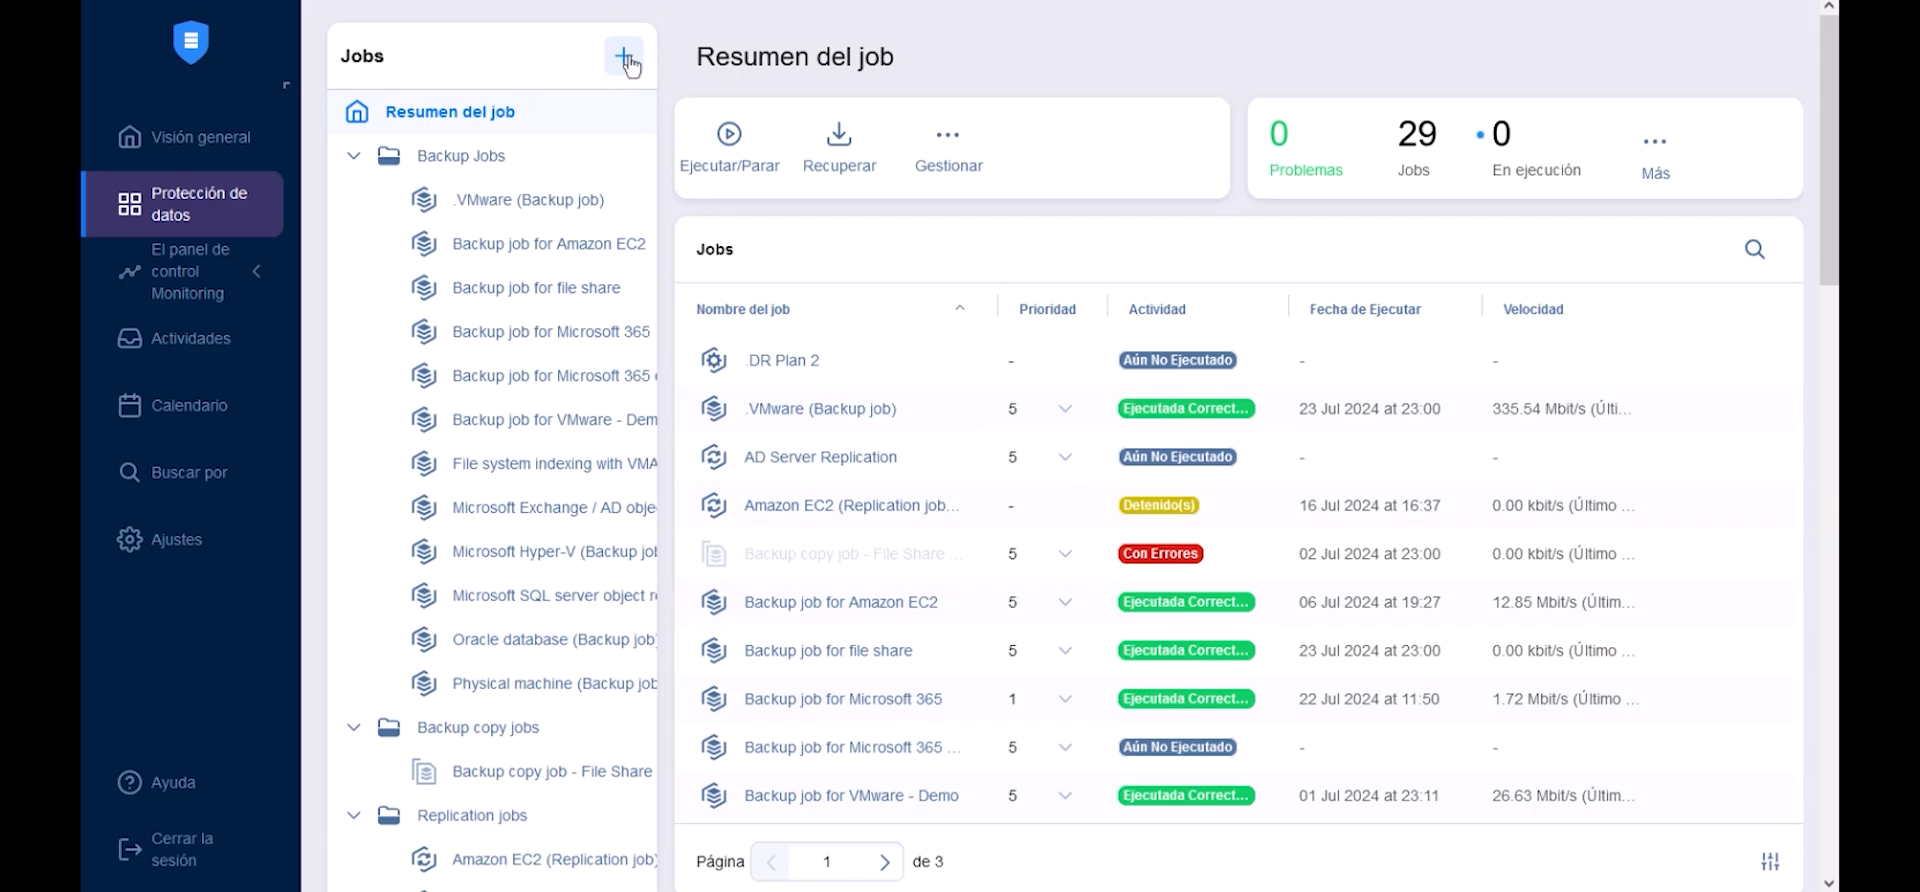 Visión general
Protección de
datos
El panel de
control
Monitoring
Actividades
Calendario
Buscar por
Ajustes
Ayuda
Cerrar la
sesión
Jobs
Resumen del job
Backup Jobs
.VMware (Backup job)
Backup job for Amazon EC2
Backup job for file share
Backup job for Microsoft 365
Backup job for Microsoft 365
Backup job for VMware - Dem
File system indexing with VMA
Microsoft Exchange / AD obje
Microsoft Hyper-V (Backup jo
Microsoft SQL server object r
Oracle database (Backup job)
Physical machine (Backup job
Backup copy jobs
Backup copy job - File Share
Replication jobs
Amazon EC2 (Replication job)
Resumen del job
Ejecutar/Parar
Recuperar
Gestionar
0 29 0
Problemas Jobs En ejecución Más
Jobs
Nombre del job Prioridad Actividad Fecha de Ejecutar Velocidad
.DR Plan 2 - Aún No Ejecutado - -
.VMware (Backup job) 5 Ejecutada Correct... 23 Jul 2024 at 23:00 335.54 Mbit/s (Últi...
AD Server Replication 5 Aún No Ejecutado - -
Amazon EC2 (Replication job... - Detenido(s) 16 Jul 2024 at 16:37 0.00 kbit/s (Último ...
Backup copy job - File Share ... 5 Con Errores 02 Jul 2024 at 23:00 0.00 kbit/s (Último ...
Backup job for Amazon EC2 5 Ejecutada Correct... 06 Jul 2024 at 19:27 12.85 Mbit/s (Últim...
Backup job for file share 5 Ejecutada Correct... 23 Jul 2024 at 23:00 0.00 kbit/s (Último ...
Backup job for Microsoft 365 1 Ejecutada Correct... 22 Jul 2024 at 11:50 1.72 Mbit/s (Último ...
Backup job for Microsoft 365 ... 5 Aún No Ejecutado - -
Backup job for VMware - Demo 5 Ejecutada Correct... 01 Jul 2024 at 23:11 26.63 Mbit/s (Últim...
Página 1 de 3